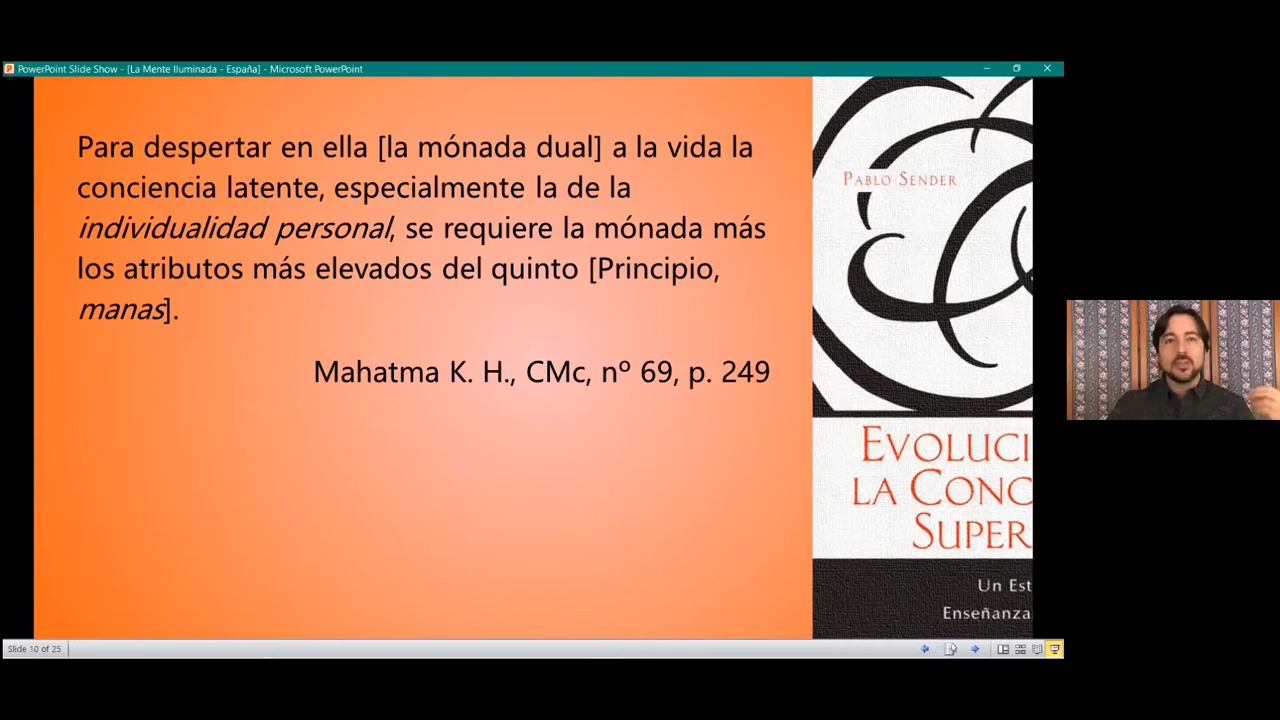 PowerPoint Slide Show - [La Mente Iluminada - España] - Microsoft PowerPoint
Para despertar en ella [la mónada dual] a la vida la
conciencia latente, especialmente la de la
individualidad personal, se requiere la mónada más
los atributos más elevados del quinto [Principio,
manas].
Mahatma K. H., CMc, nº 69, p. 249
PABLO SENDER
EVOLUCI
LA CONC
SUPER
Un Est
Enseñanza
Slide 10 of 25